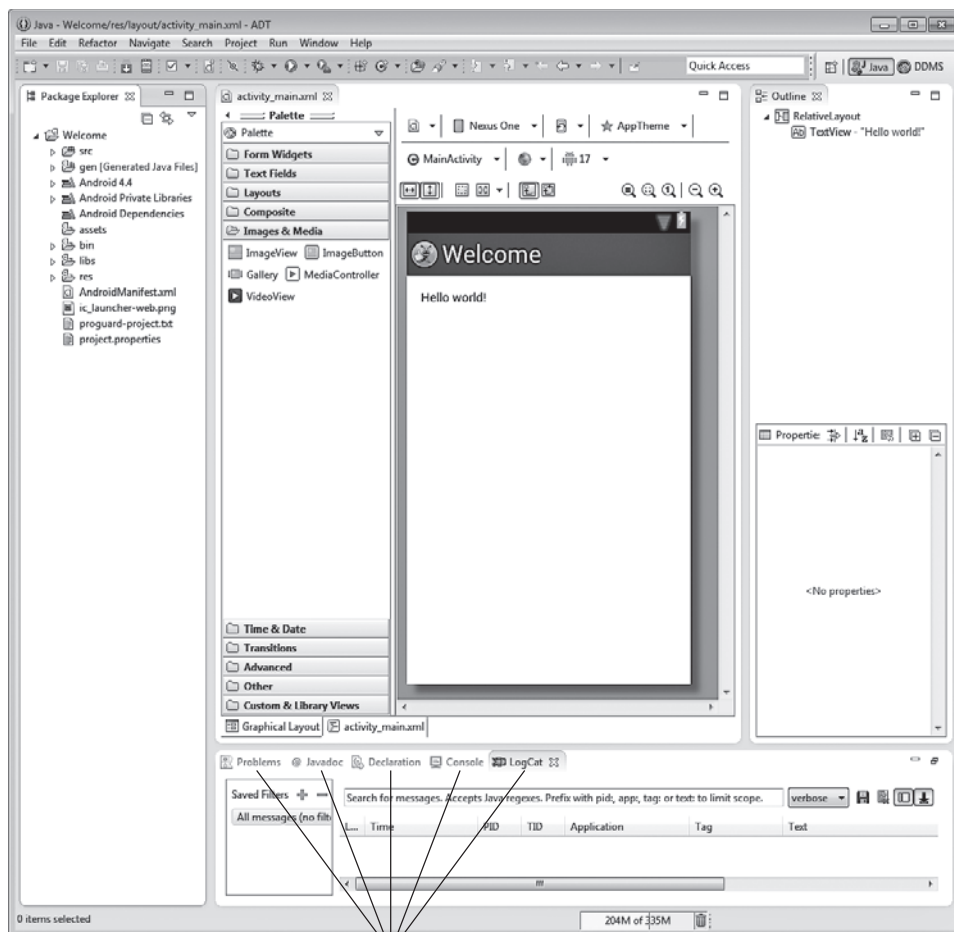 Java - Welcome/res/layout/activity_main.xml - ADT
File Edit Refactor Navigate Search Project Run Window Help
Quick Access
Java
DDMS
Package Explorer
Welcome
src
gen [Generated Java Files]
Android 4.4
Android Private Libraries
Android Dependencies
assets
bin
libs
res
AndroidManifest.xml
ic_launcher-web.png
proguard-project.txt
project.properties
activity_main.xml
Palette
Palette
Form Widgets
Text Fields
Layouts
Composite
Images & Media
ImageView ImageButton
Gallery MediaController
VideoView
Time & Date
Transitions
Advanced
Other
Custom & Library Views
Graphical Layout activity_main.xml
Nexus One AppTheme
MainActivity 17
Welcome
Hello world!
Outline
RelativeLayout
Ab TextView - "Hello world!"
Propertie
<No properties>
Problems @ Javadoc Declaration Console LogCat
Saved Filters
All messages (no filt
Search for messages. Accepts Java regexes. Prefix with pid:, app:, tag: or text: to limit scope.
verbose
L... Time PID TID Application Tag Text
0 items selected
204M of 335M